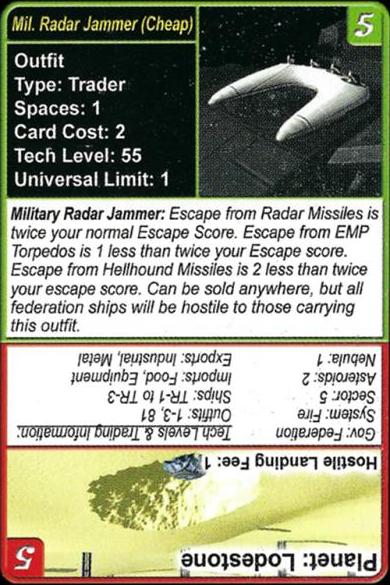 Mil. Radar Jammer (Cheap)
5
Outfit
Type: Trader
Spaces: 1
Card Cost: 2
Tech Level: 55
Universal Limit: 1
Military Radar Jammer: Escape from Radar Missiles is
twice your normal Escape Score. Escape from EMP
Torpedos is 1 less than twice your Escape score.
Escape from Hellhound Missiles is 2 less than twice
your escape score. Can be sold anywhere, but all
federation ships will be hostile to those carrying
this outfit.
Planet: Lodestone
5
Hostile Landing Fee: 1
Gov: Federation
System: Fire
Sector: 5
Asteroids: 2
Nebula: 1
Tech Levels & Trading Information:
Outfits: 1-3, 81
Ships: TR-1 to TR-3
Imports: Food, Equipment
Exports: Industrial, Metal